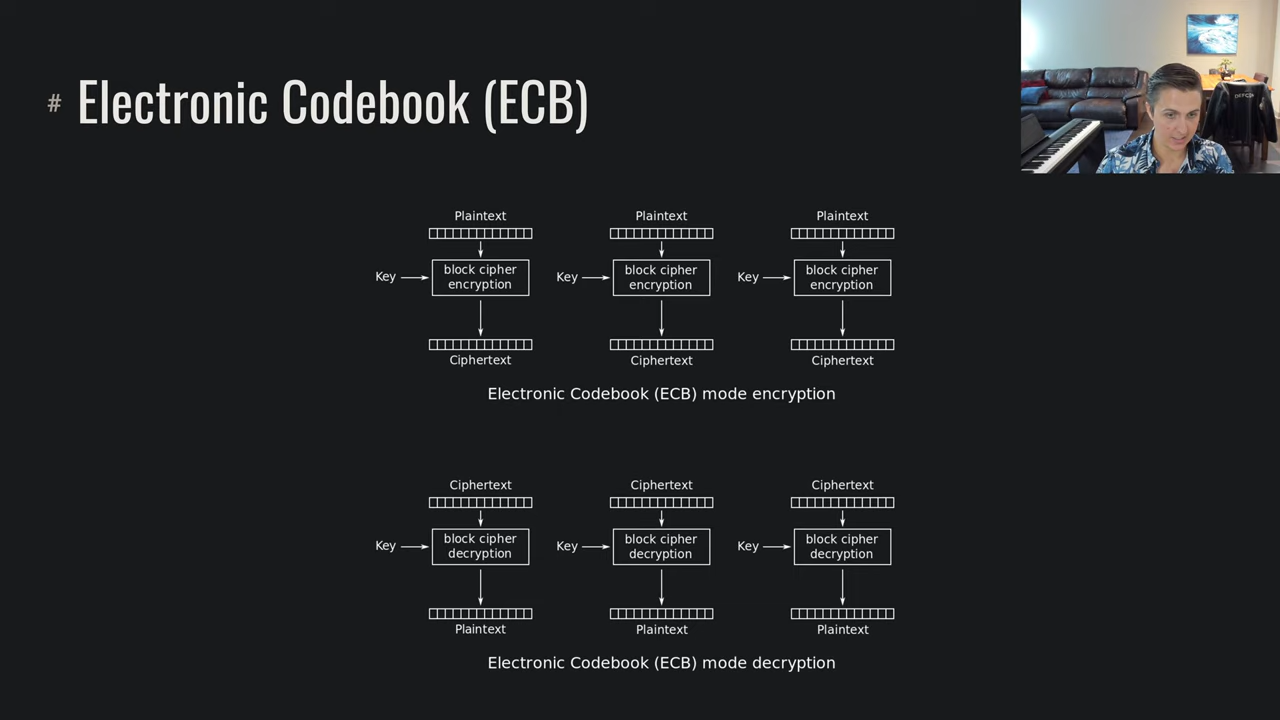 # Electronic Codebook (ECB)
Plaintext Plaintext Plaintext
Key block cipher encryption Key block cipher encryption Key block cipher encryption
Ciphertext Ciphertext Ciphertext
Electronic Codebook (ECB) mode encryption
Ciphertext Ciphertext Ciphertext
Key block cipher decryption Key block cipher decryption Key block cipher decryption
Plaintext Plaintext Plaintext
Electronic Codebook (ECB) mode decryption